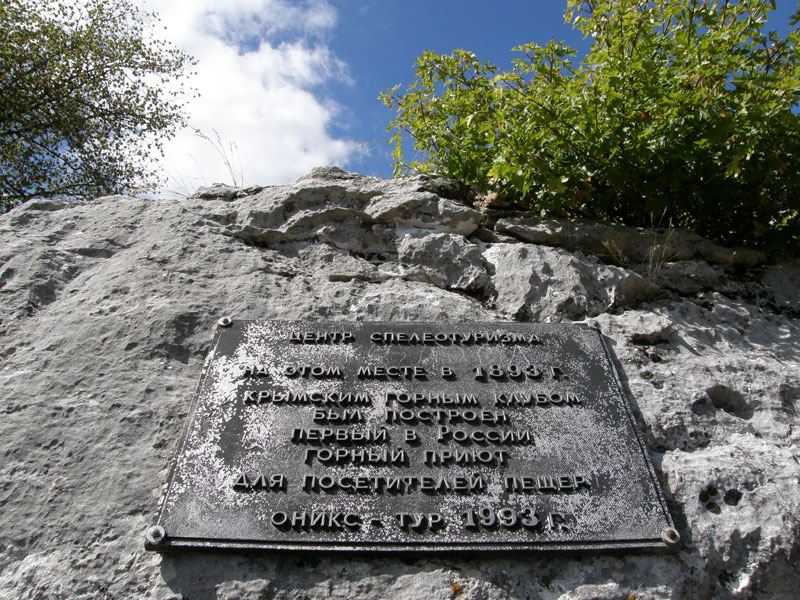 ЦЕНТР СПЕЛЕОТУРИЗМА
НА ЭТОМ МЕСТЕ В 1893 Г.
КРЫМСКИМ ГОРНЫМ КЛУБОМ
БЫЛ ПОСТРОЕН
ПЕРВЫЙ В РОССИИ
ГОРНЫЙ ПРИЮТ
ДЛЯ ПОСЕТИТЕЛЕЙ ПЕЩЕР
ОНИКС - ТУР 1993 Г.